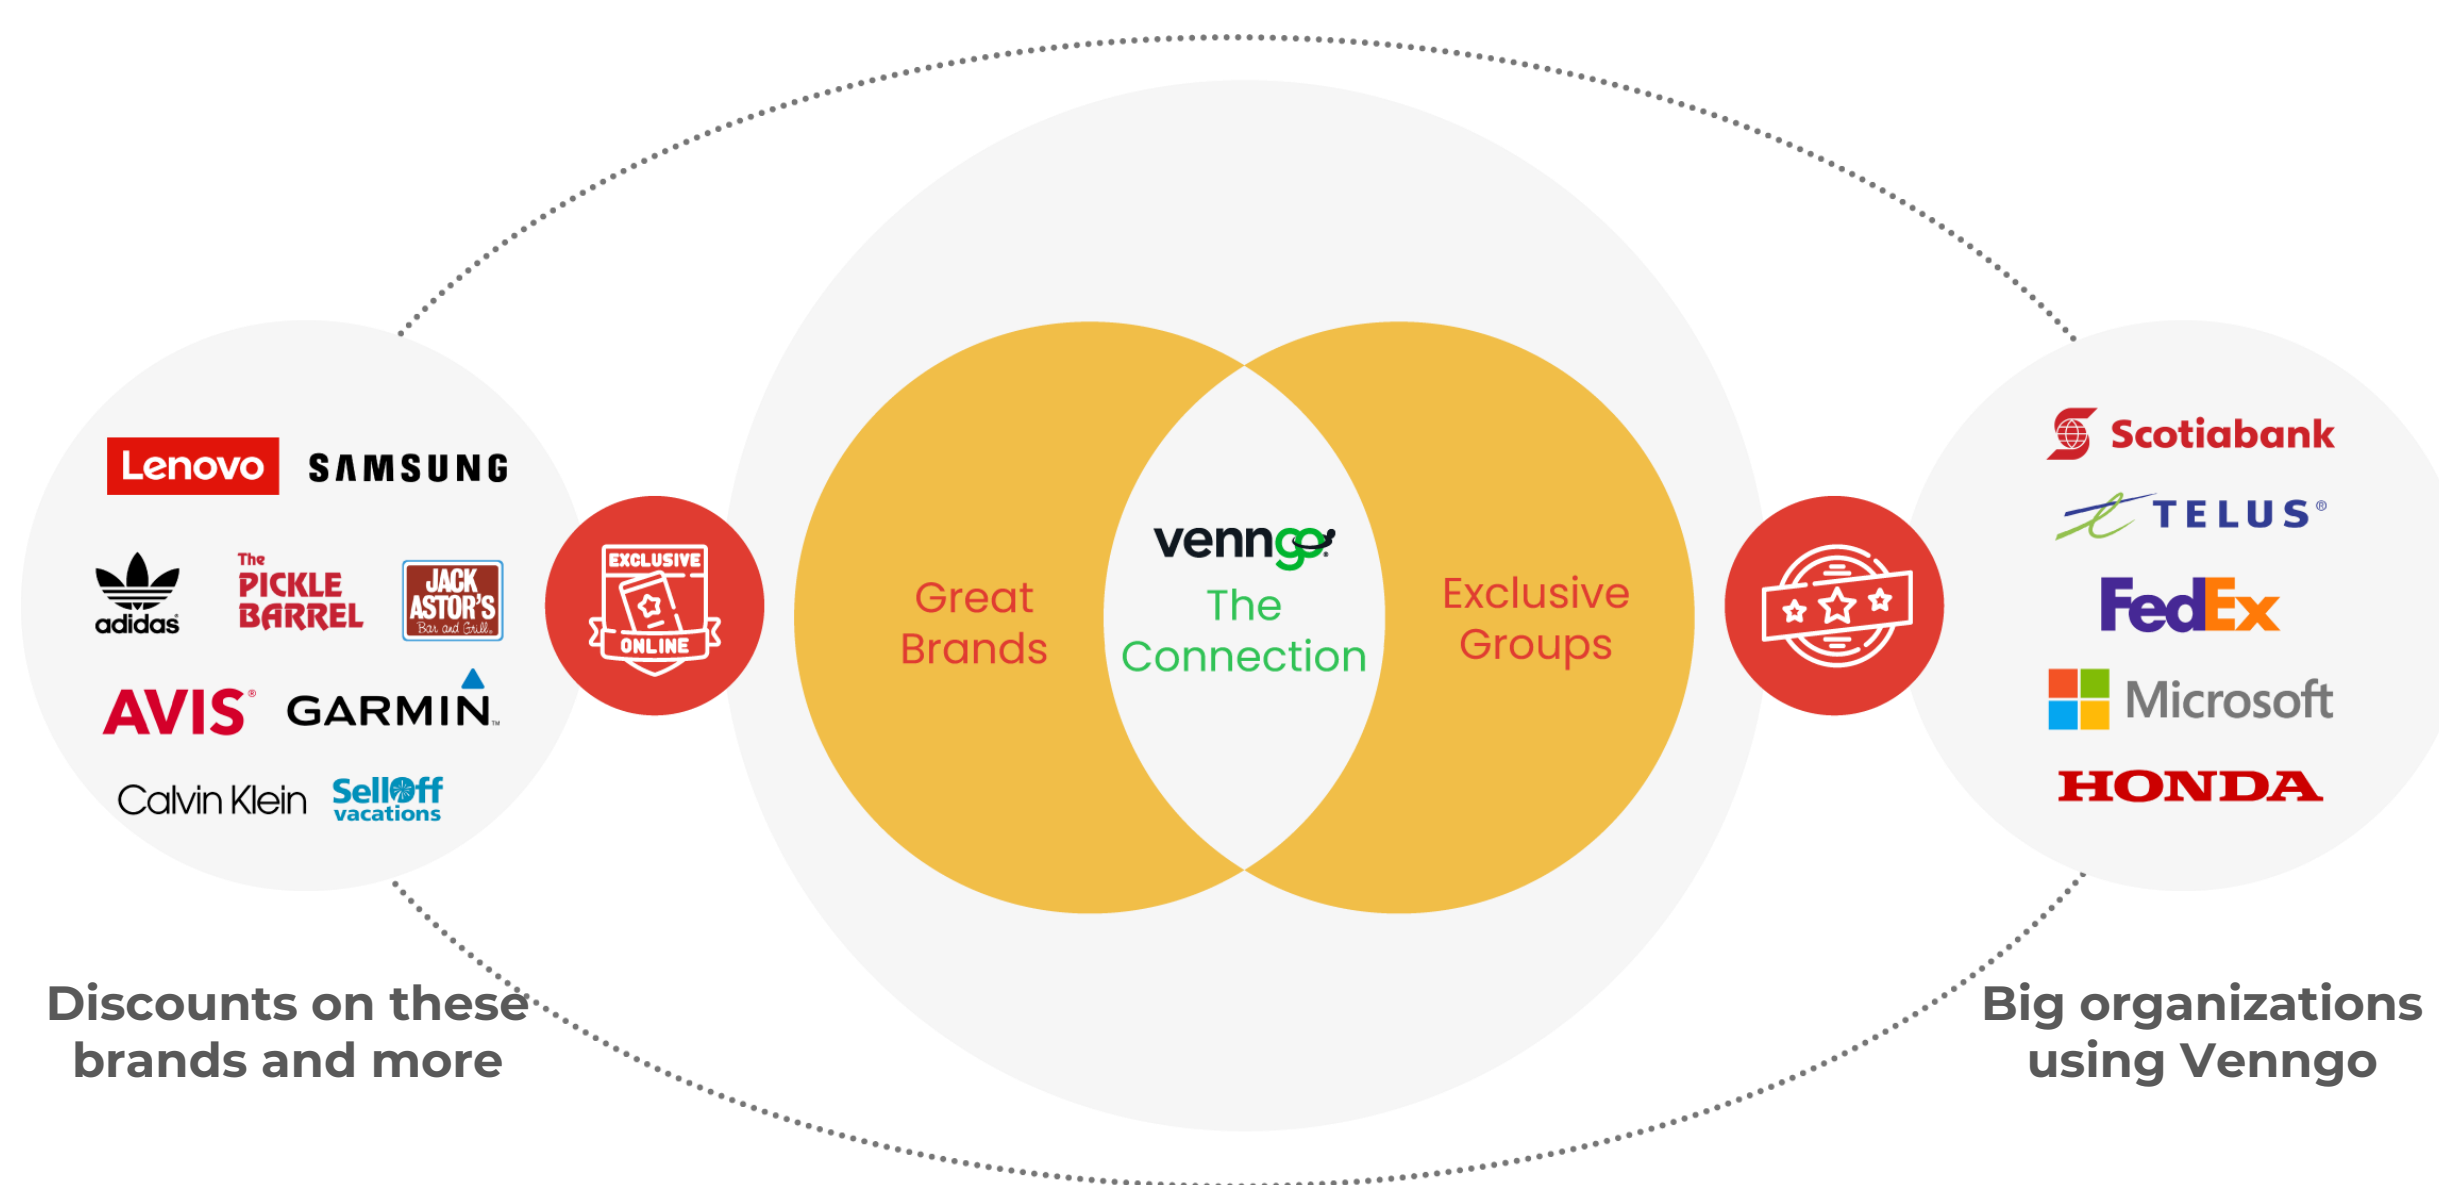 Lenovo
SAMSUNG
adidas
The
PICKLE
BARREL
JACK
ASTOR'S
Bar and Grill®
AVIS®
GARMIN™
Calvin Klein
SellOff
vacations
EXCLUSIVE
ONLINE
Discounts on these
brands and more
Great
Brands
venngo
The
Connection
Exclusive
Groups
Scotiabank
TELUS®
FedEx
Microsoft
HONDA
Big organizations
using Venngo